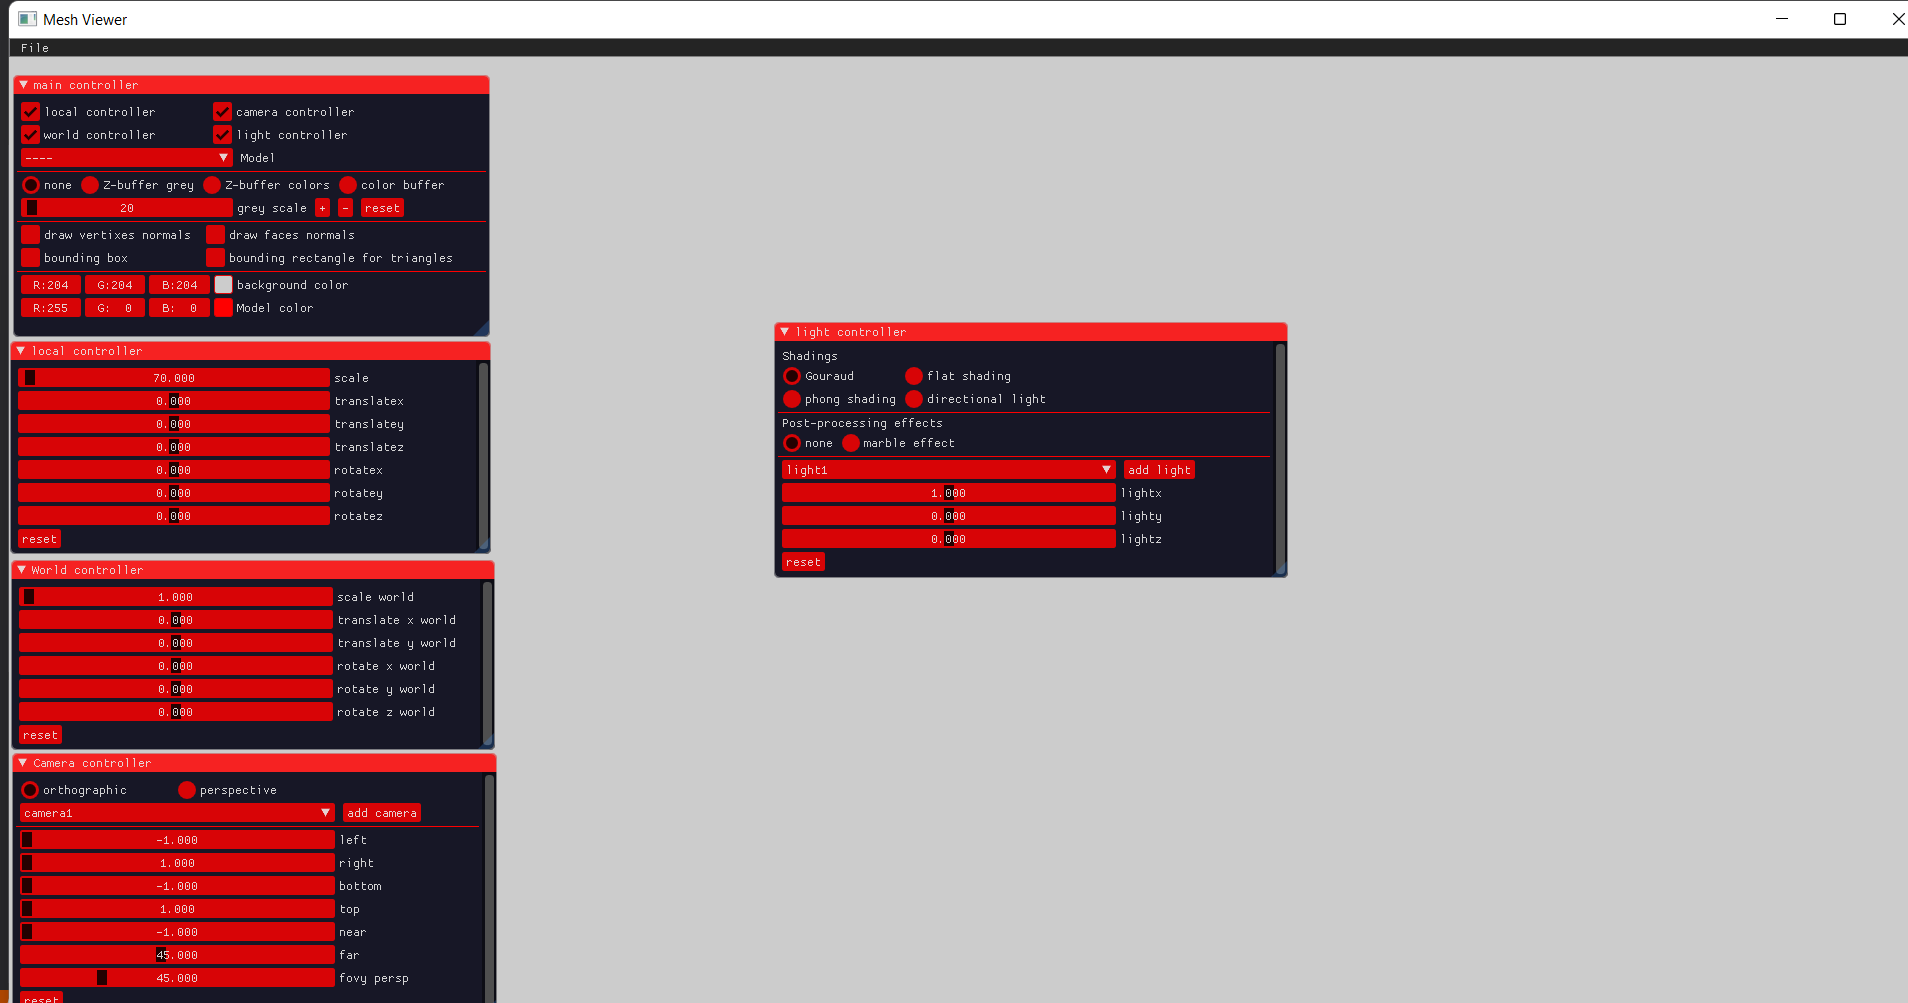 Mesh Viewer
File
main controller
local controller camera controller
world controller light controller
---- Model
none Z-buffer grey Z-buffer colors color buffer
20 grey scale + - reset
draw vertixes normals draw faces normals
bounding box bounding rectangle for triangles
R:204 G:204 B:204 background color
R:255 G: 0 B: 0 Model color
local controller
70.000 scale
0.000 translatex
0.000 translatey
0.000 translatez
0.000 rotatex
0.000 rotatey
0.000 rotatez
reset
World controller
1.000 scale world
0.000 translate x world
0.000 translate y world
0.000 rotate x world
0.000 rotate y world
0.000 rotate z world
reset
Camera controller
orthographic perspective
camera1 add camera
-1.000 left
1.000 right
-1.000 bottom
1.000 top
-1.000 near
45.000 far
45.000 fovy persp
reset
light controller
Shadings
Gouraud flat shading
phong shading directional light
Post-processing effects
none marble effect
light1 add light
1.000 lightx
0.000 lighty
0.000 lightz
reset